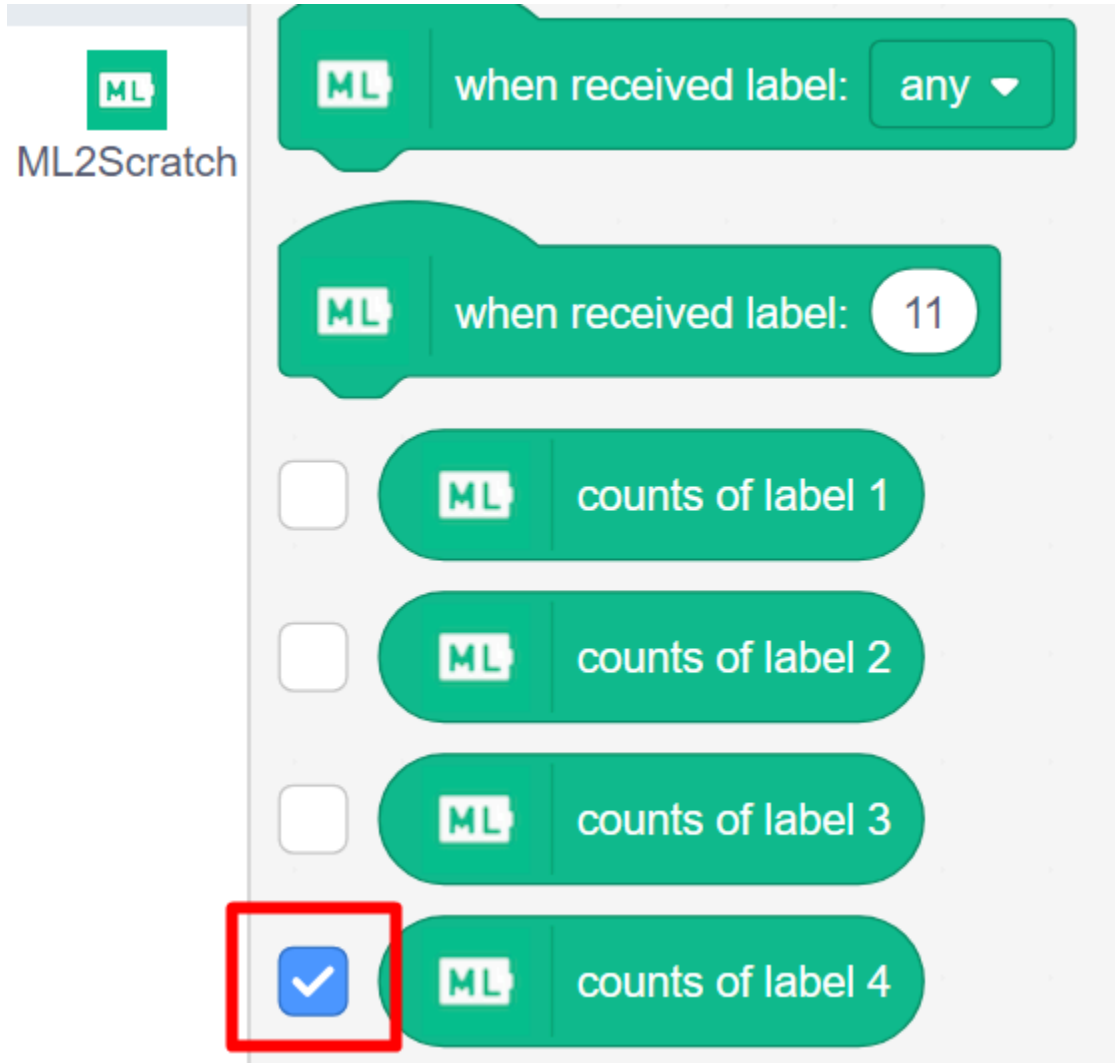 ML when received label: any
ML
ML2Scratch
ML when received label: 11
ML counts of label 1
ML counts of label 2
ML counts of label 3
ML counts of label 4